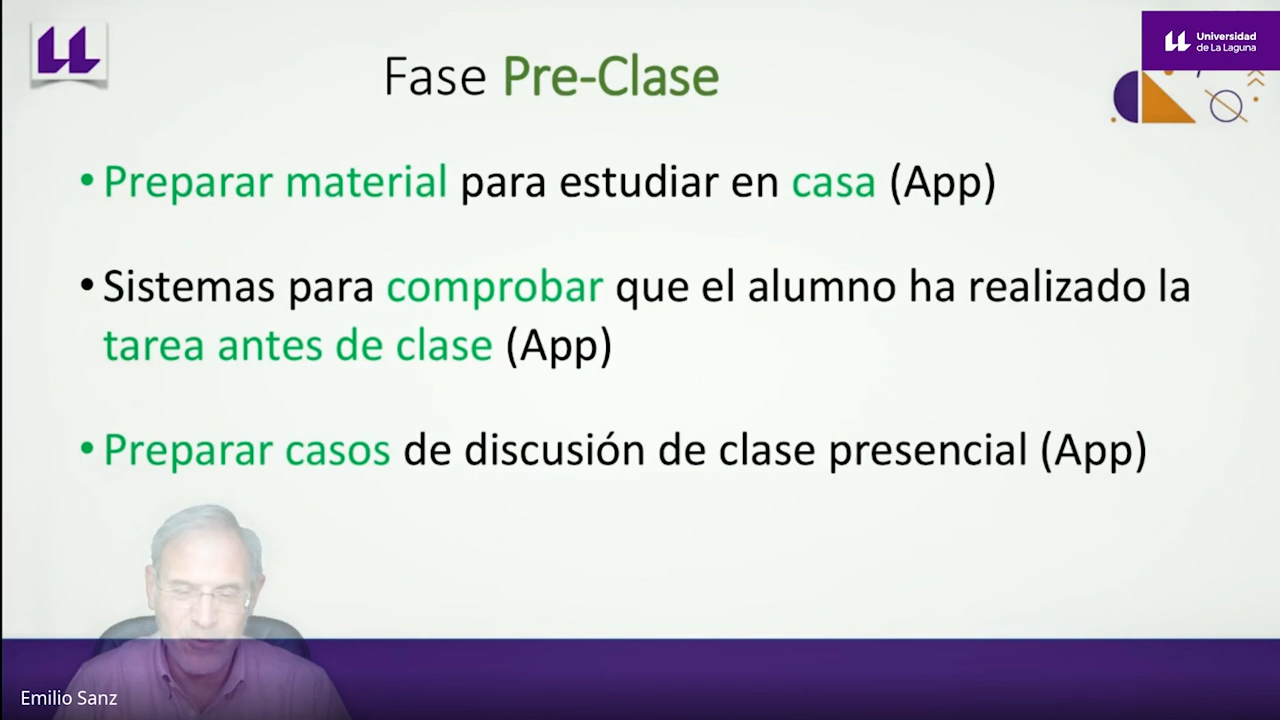 Universidad
de La Laguna
Fase Pre-Clase
• Preparar material para estudiar en casa (App)
• Sistemas para comprobar que el alumno ha realizado la
tarea antes de clase (App)
• Preparar casos de discusión de clase presencial (App)
Emilio Sanz